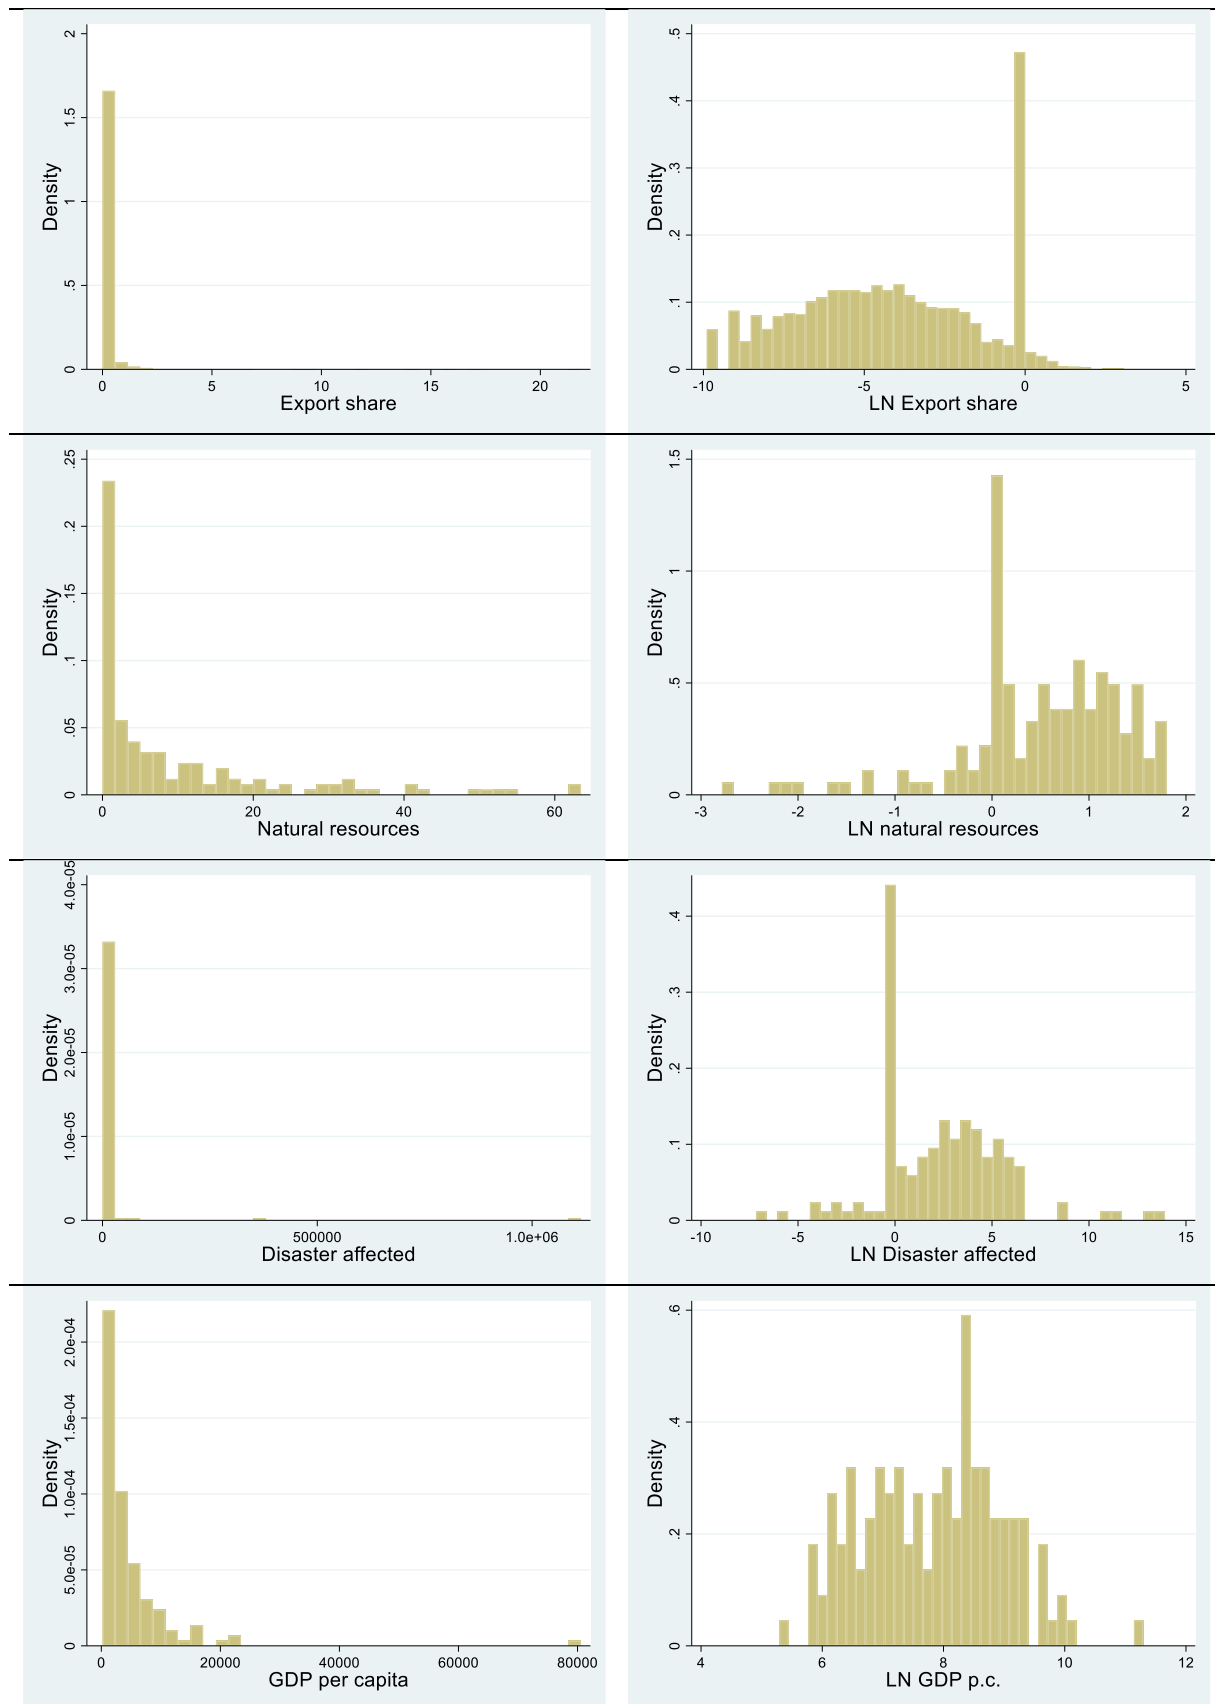 Density
0 .5 1 1.5 2
0 5 10 15 20
Export share
Density
0 .1 .2 .3 .4 .5
-10 -5 0 5
LN Export share
Density
0 .05 .1 .15 .2 .25
0 20 40 60
Natural resources
Density
0 .5 1 1.5
-3 -2 -1 0 1 2
LN natural resources
Density
0 1.0e-05 2.0e-05 3.0e-05 4.0e-05
0 500000 1.0e+06
Disaster affected
Density
0 .1 .2 .3 .4
-10 -5 0 5 10 15
LN Disaster affected
Density
0 5.0e-05 1.0e-04 1.5e-04 2.0e-04
0 20000 40000 60000 80000
GDP per capita
Density
0 .2 .4 .6
4 6 8 10 12
LN GDP p.c.